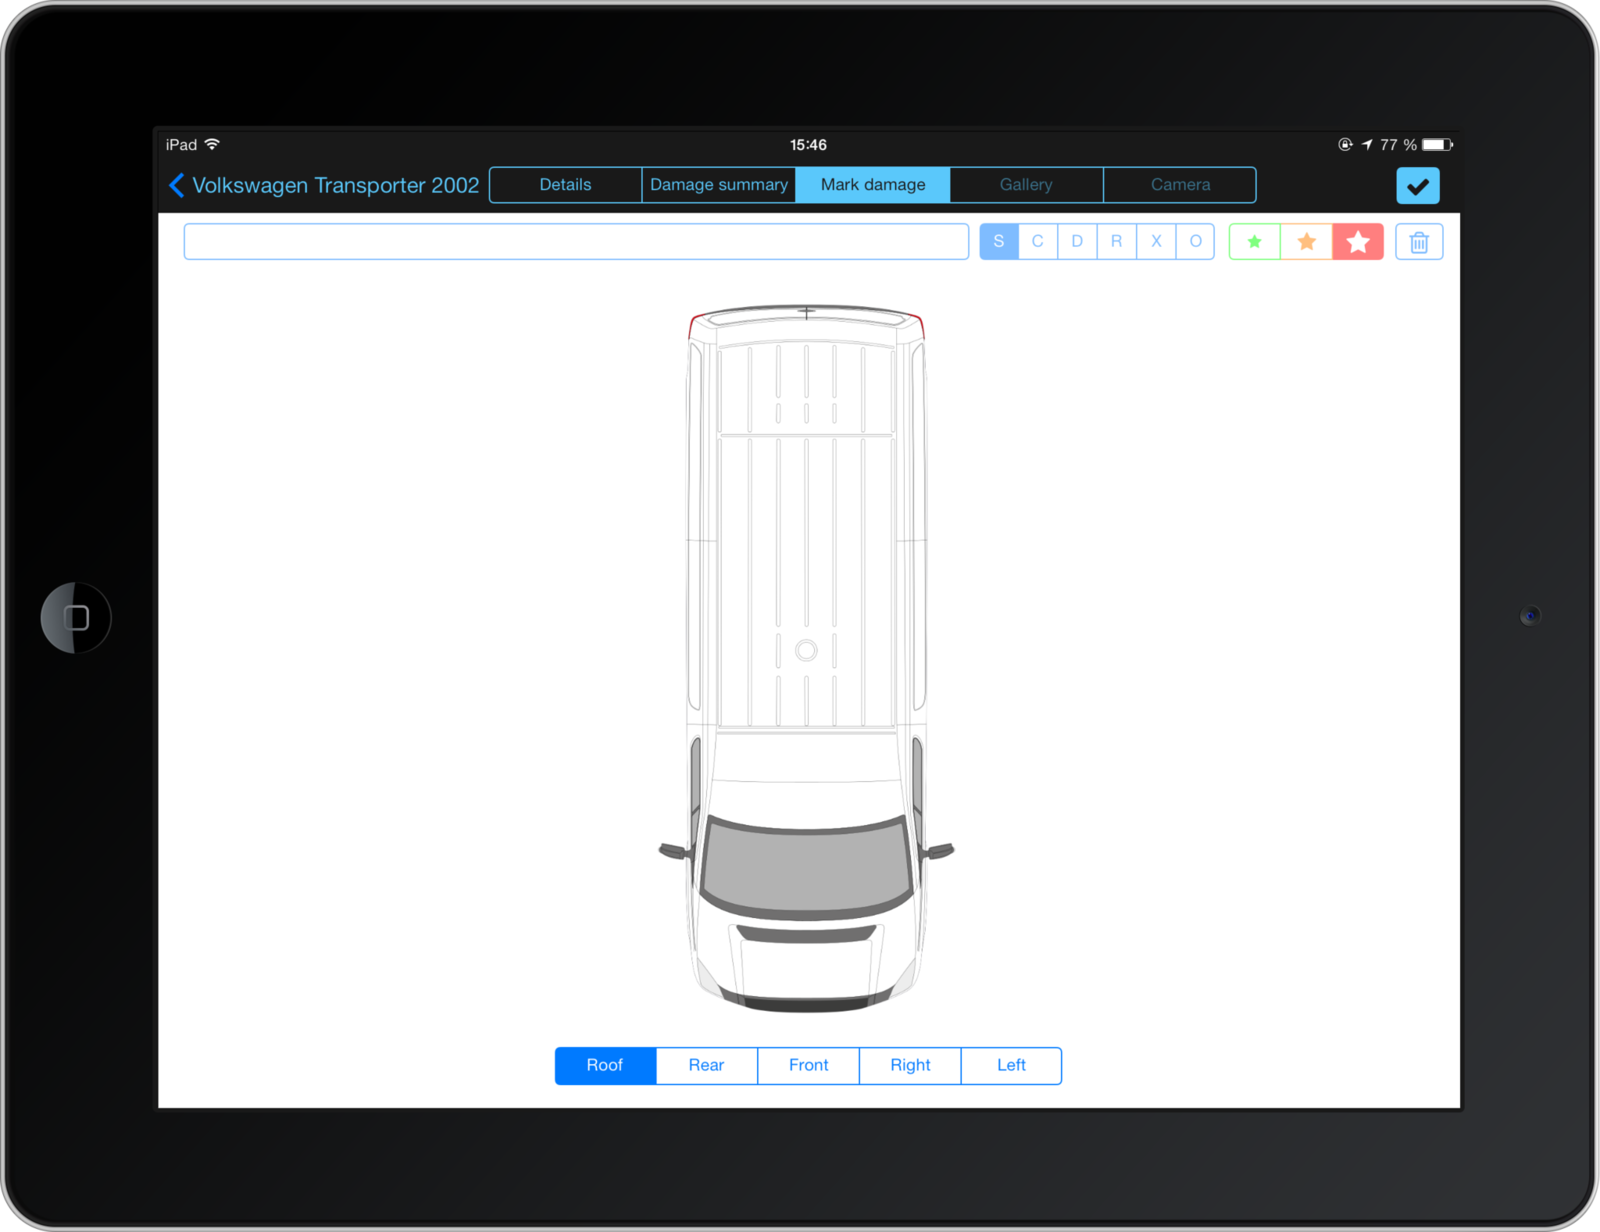 iPad 15:46 77 %
Volkswagen Transporter 2002 Details Damage summary Mark damage Gallery Camera
S C D R X O
Roof Rear Front Right Left